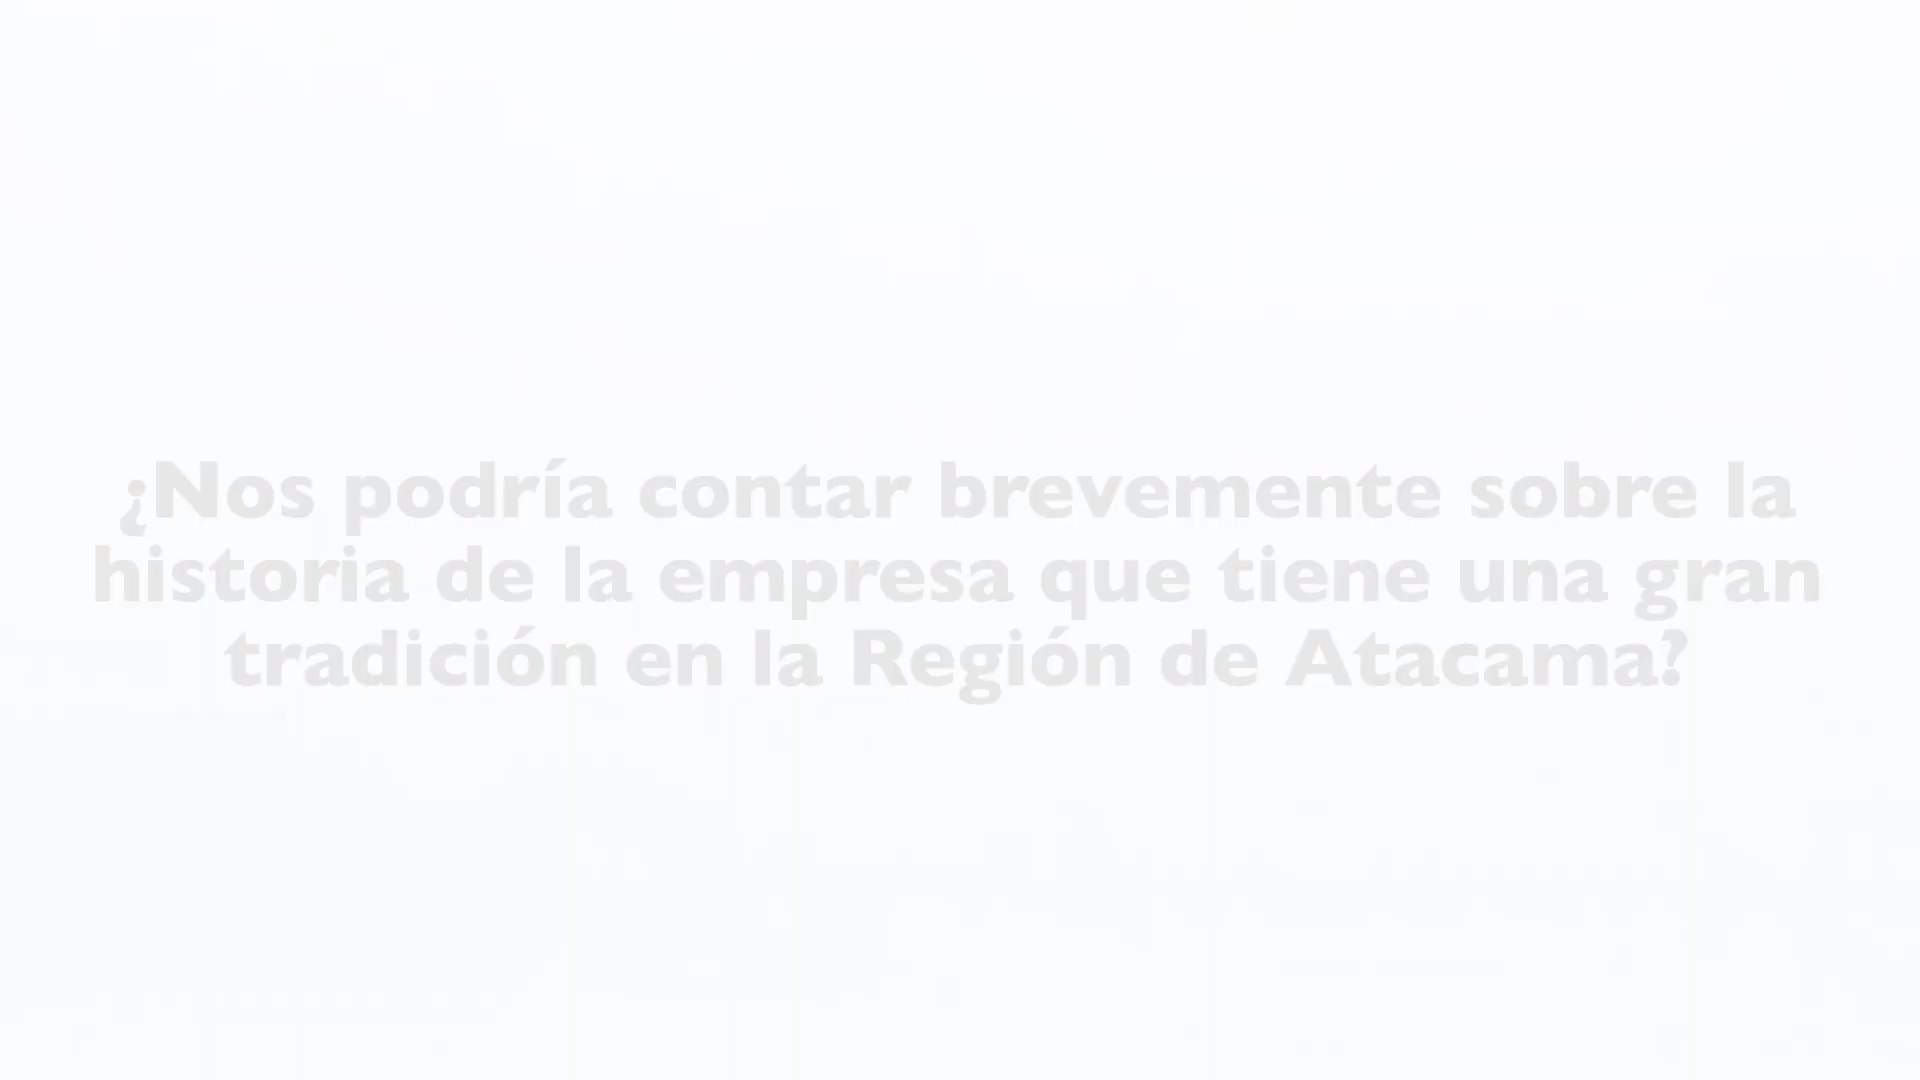 ¿Nos podría contar brevemente sobre la
historia de la empresa que tiene una gran
tradición en la Región de Atacama?